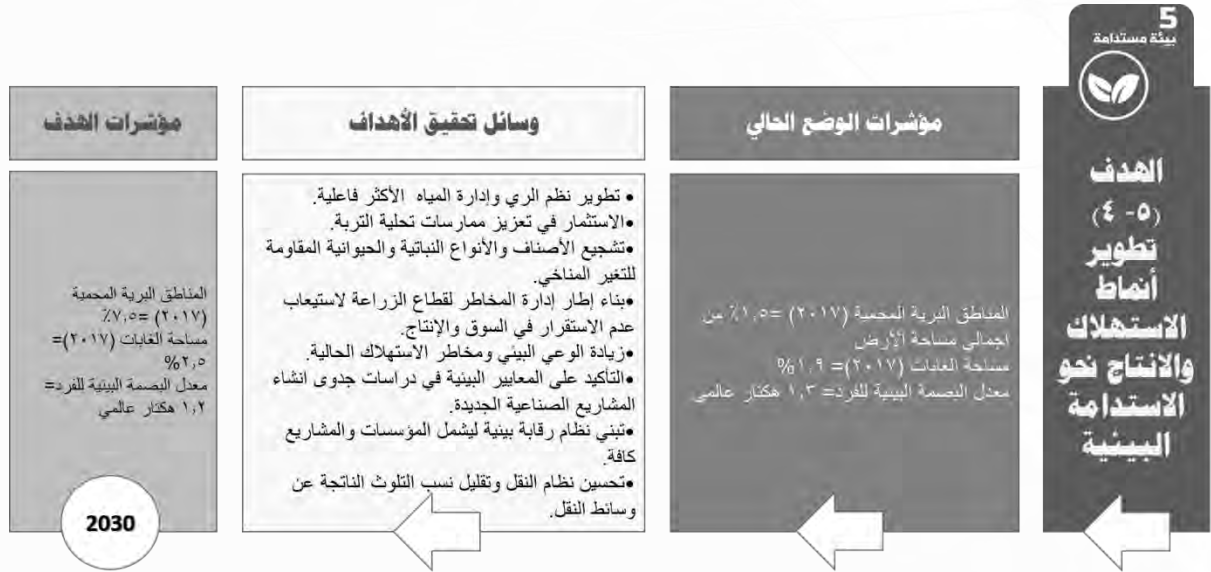 5
بيئة مستدامة
الهدف
(٥- ٤)
تطوير
أنماط
الاستهلاك
والانتاج نحو
الاستدامة
البيئية
مؤشرات الوضع الحالي
المناطق البرية المحمية (٢٠١٧) =١,٥٪ من
اجمالي مساحة الأرض
مساحة الغابات (٢٠١٧)= ١,٩%
معدل البصمة البيئية للفرد= ١,٣ هكتار عالمي
وسائل تحقيق الأهداف
• تطوير نظم الري وإدارة المياه الأكثر فاعلية.
•الاستثمار في تعزيز ممارسات تحلية التربة.
•تشجيع الأصناف والأنواع النباتية والحيوانية المقاومة
للتغير المناخي.
•بناء إطار إدارة المخاطر لقطاع الزراعة لاستيعاب
عدم الاستقرار في السوق والإنتاج.
•زيادة الوعي البيئي ومخاطر الاستهلاك الحالية.
•التأكيد على المعايير البيئية في دراسات جدوى انشاء
المشاريع الصناعية الجديدة.
•تبني نظام رقابة بيئية ليشمل المؤسسات والمشاريع
كافة.
•تحسين نظام النقل وتقليل نسب التلوث الناتجة عن
وسائط النقل.
مؤشرات الهدف
المناطق البرية المحمية
(٢٠١٧) =٧,٥٪
مساحة الغابات (٢٠١٧)=
٢,٥%
معدل البصمة البيئية للفرد=
١,٢ هكتار عالمي
2030